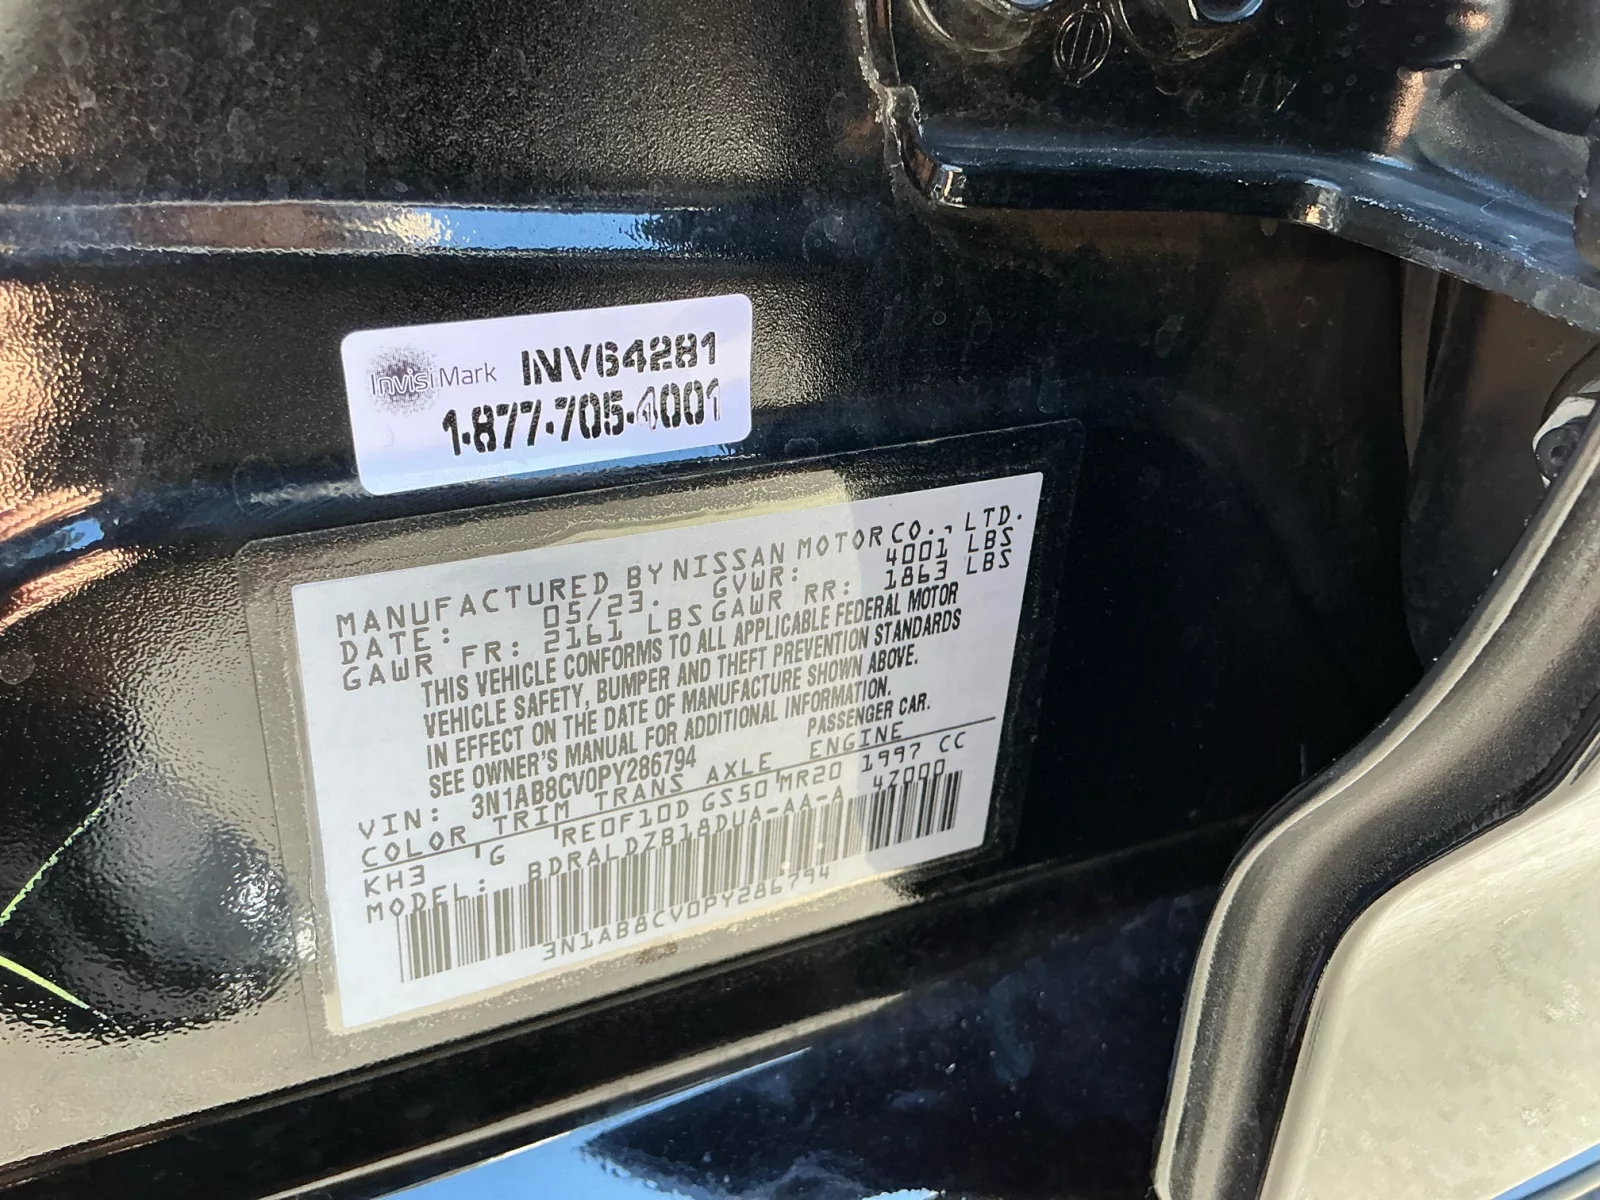 InvisiMark INV64281
1-877-705-4001
MANUFACTURED BY NISSAN MOTOR CO., LTD.
DATE: 05/23. GVWR: 4001 LBS
GAWR FR: 2161 LBS GAWR RR: 1863 LBS
THIS VEHICLE CONFORMS TO ALL APPLICABLE FEDERAL MOTOR
VEHICLE SAFETY, BUMPER AND THEFT PREVENTION STANDARDS
IN EFFECT ON THE DATE OF MANUFACTURE SHOWN ABOVE.
SEE OWNER'S MANUAL FOR ADDITIONAL INFORMATION.
VIN: 3N1AB8CV0PY286794 PASSENGER CAR.
COLOR TRIM TRANS AXLE ENGINE
KH3 G RE0F10D GS50 MR20 1997 CC
MODEL: BDRALDZB18DUA-AA-A 4Z000
3N1AB8CV0PY286794